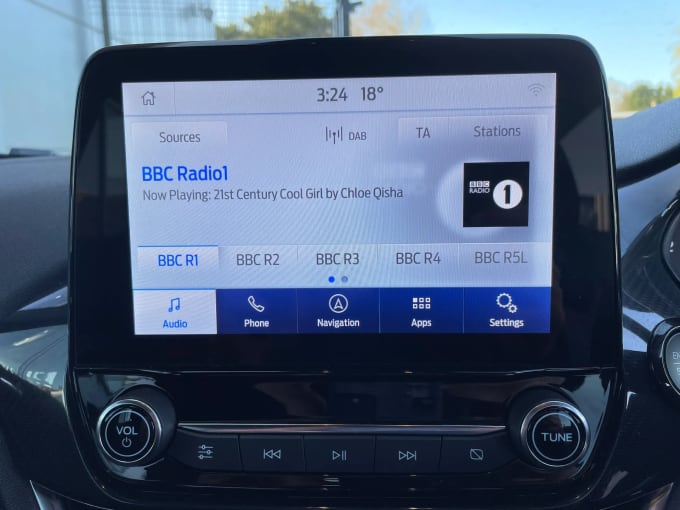 3:24 18°
Sources DAB TA Stations
BBC Radio1
Now Playing: 21st Century Cool Girl by Chloe Qisha
BBC
RADIO 1
BBC R1 BBC R2 BBC R3 BBC R4 BBC R5L
Audio Phone Navigation Apps Settings
VOL TUNE